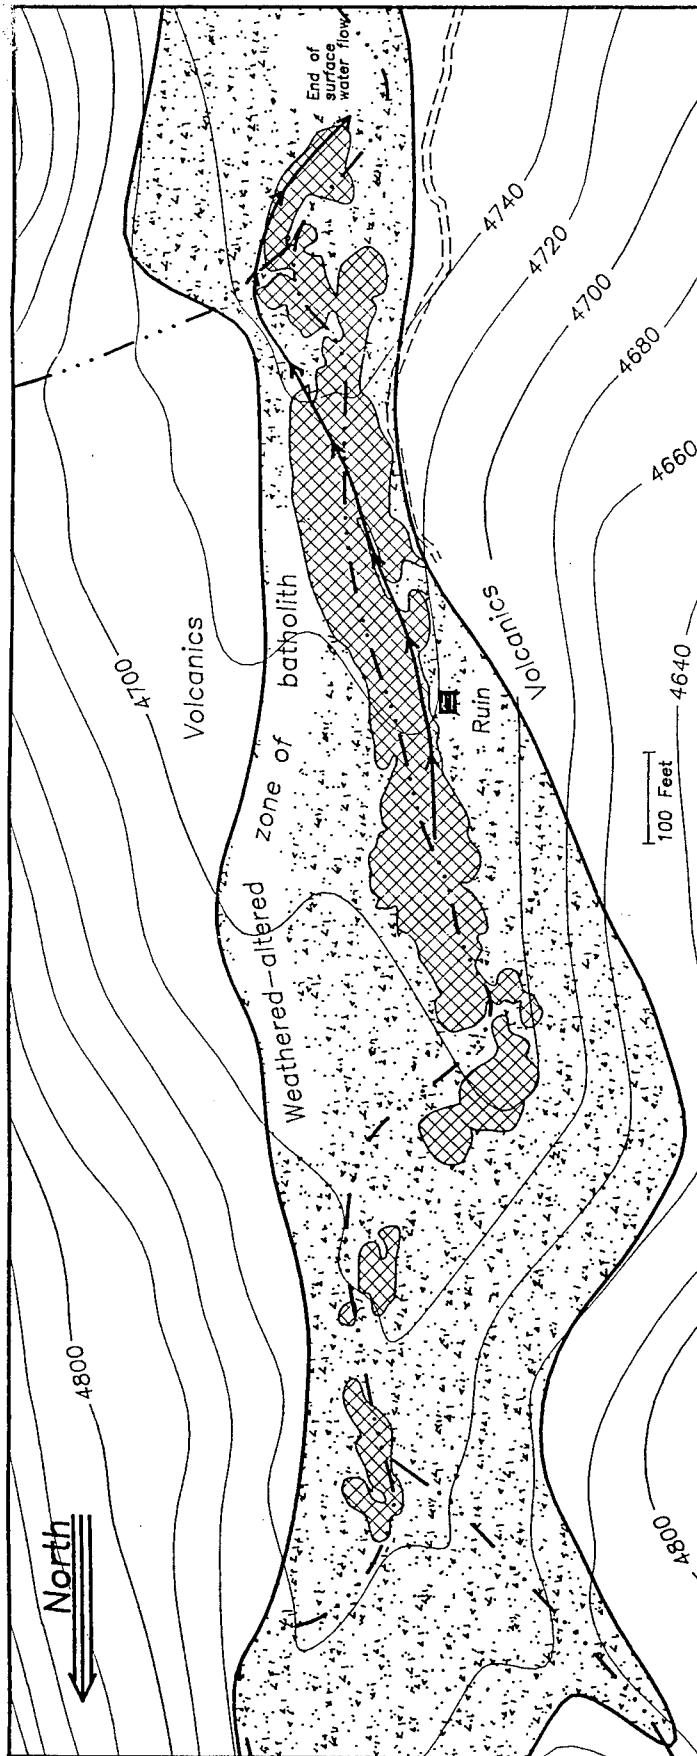 End of
surface
water flow
4740
4720
4700
4680
4660
4640
Volcanics
4700
batholith
zone of
Weathered-altered
Volcanics
Ruin
100 Feet
4800
4800
North